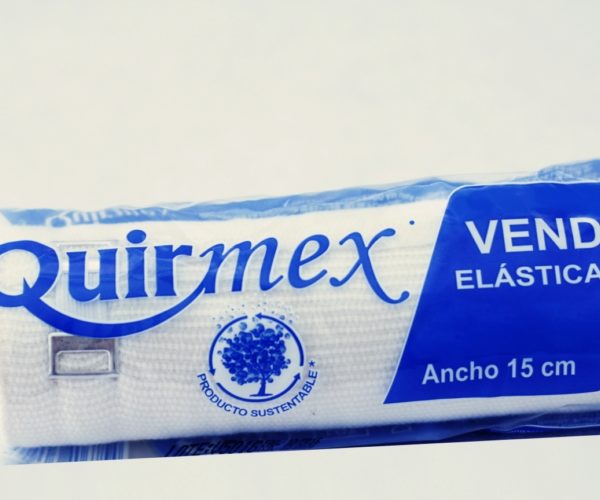 Quirmex
VEND
ELÁSTICA
Ancho 15 cm
PRODUCTO SUSTENTABLE*